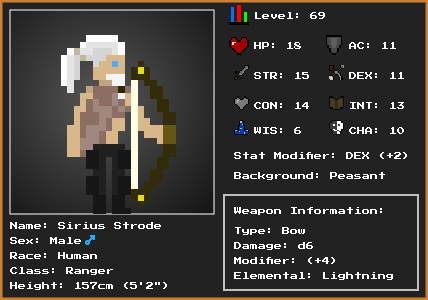 Level: 69
HP: 18 AC: 11
STR: 15 DEX: 11
CON: 14 INT: 13
WIS: 6 CHA: 10
Stat Modifier: DEX (+2)
Background: Peasant
Name: Sirius Strode
Sex: Male ♂
Race: Human
Class: Ranger
Height: 157cm (5'2")
Weapon Information:
Type: Bow
Damage: d6
Modifier: (+4)
Elemental: Lightning